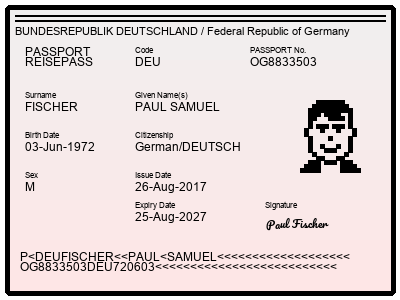 BUNDESREPUBLIK DEUTSCHLAND / Federal Republic of Germany
PASSPORT
REISEPASS
Code
DEU
PASSPORT No.
OG8833503
Surname
FISCHER
Given Name(s)
PAUL SAMUEL
Birth Date
03-Jun-1972
Citizenship
German/DEUTSCH
Sex
M
Issue Date
26-Aug-2017
Expiry Date
25-Aug-2027
Signature
Paul Fischer
P<DEUFISCHER<<PAUL<SAMUEL<<<<<<<<<<<<<<<<<<<
OG8833503DEU720603<<<<<<<<<<<<<<<<<<<<<<<<<<